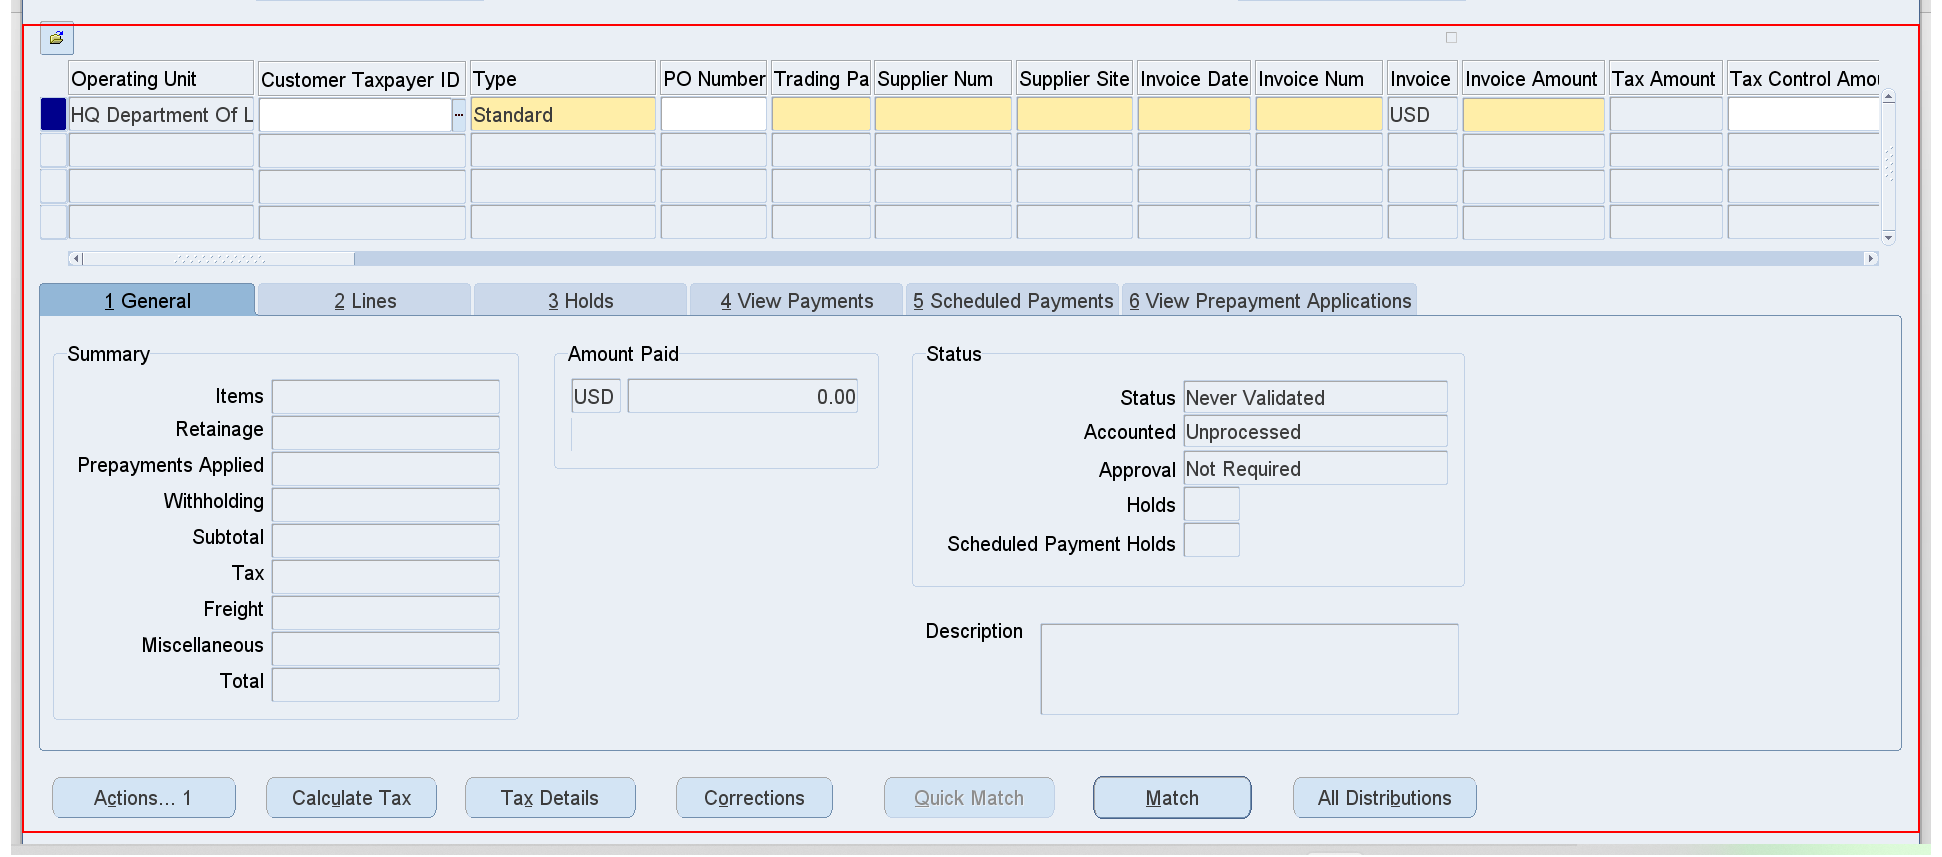 Operating Unit Customer Taxpayer ID Type PO Number Trading Pa Supplier Num Supplier Site Invoice Date Invoice Num Invoice Invoice Amount Tax Amount Tax Control Amou
HQ Department Of L ... Standard USD
1 General 2 Lines 3 Holds 4 View Payments 5 Scheduled Payments 6 View Prepayment Applications
Summary
Items
Retainage
Prepayments Applied
Withholding
Subtotal
Tax
Freight
Miscellaneous
Total
Amount Paid
USD 0.00
Status
Status Never Validated
Accounted Unprocessed
Approval Not Required
Holds
Scheduled Payment Holds
Description
Actions... 1 Calculate Tax Tax Details Corrections Quick Match Match All Distributions